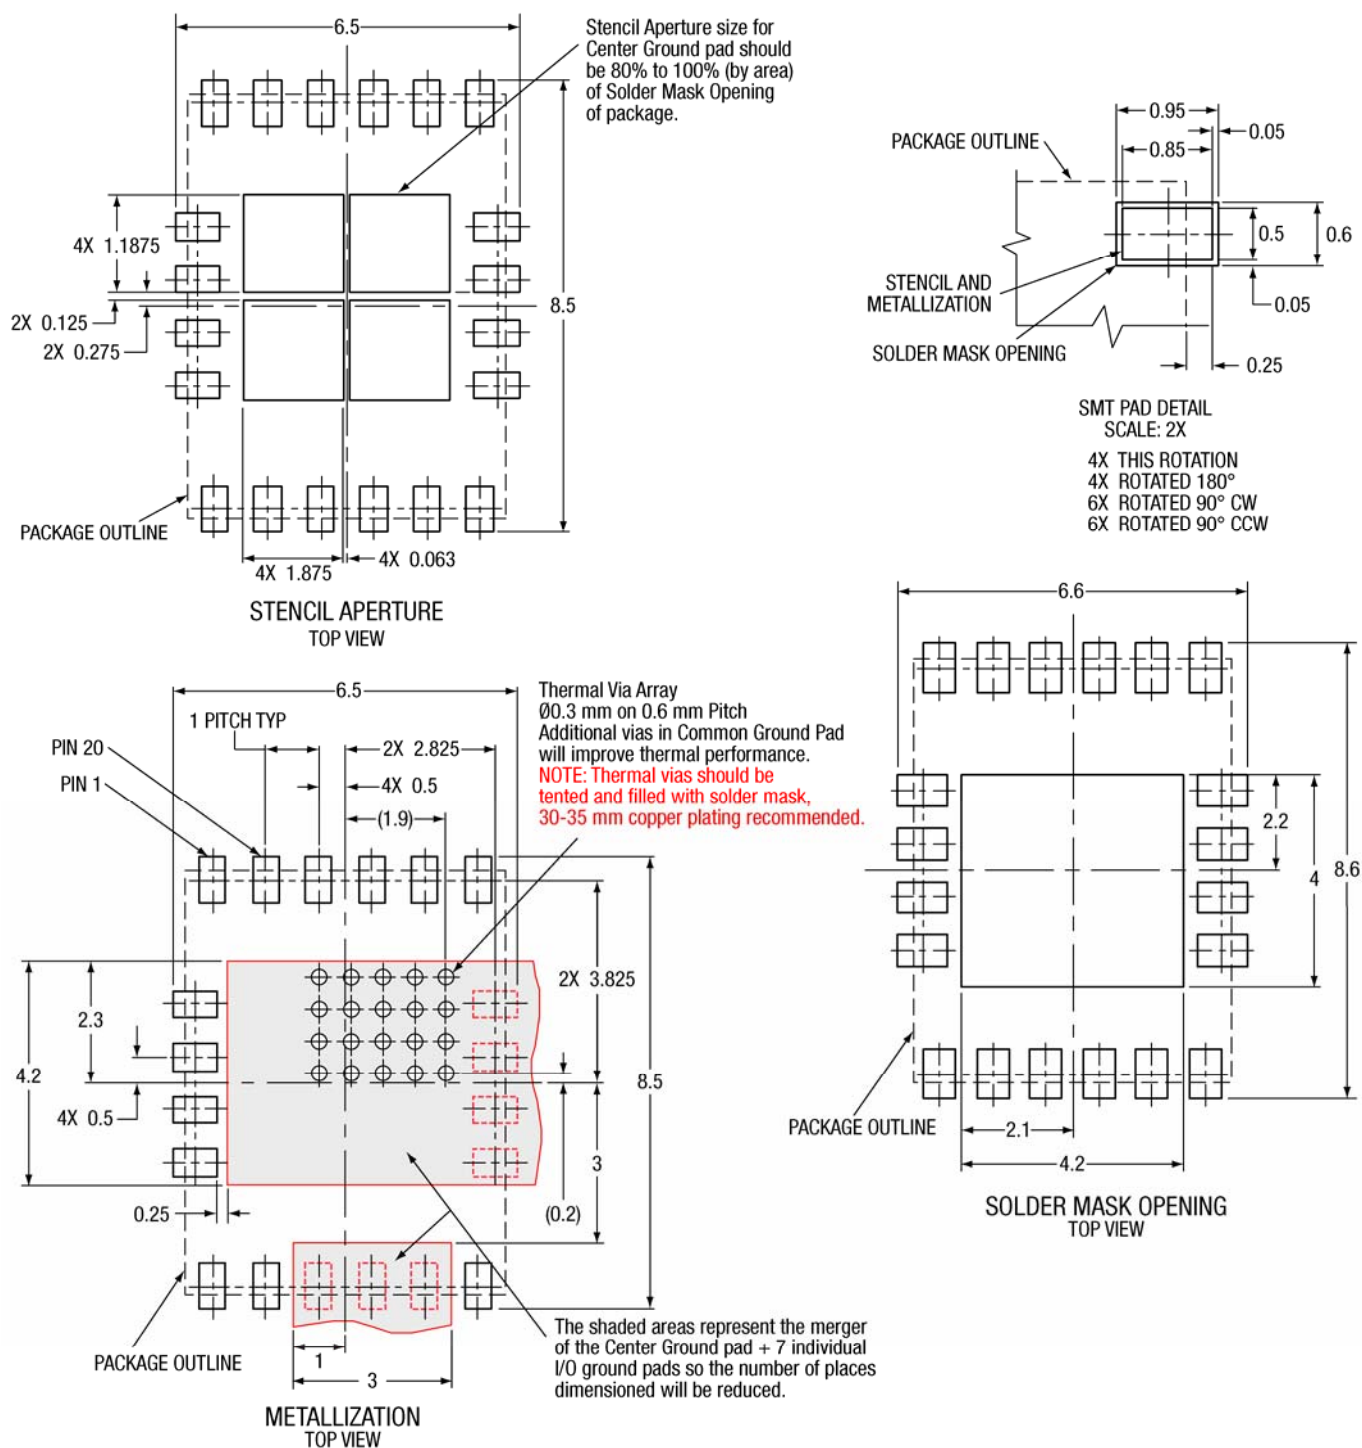 6.5
Stencil Aperture size for
Center Ground pad should
be 80% to 100% (by area)
of Solder Mask Opening
of package.
4X 1.1875
2X 0.125
2X 0.275
8.5
PACKAGE OUTLINE
4X 1.875
4X 0.063
STENCIL APERTURE
TOP VIEW
0.95
0.05
0.85
PACKAGE OUTLINE
0.5
0.6
STENCIL AND
METALLIZATION
0.05
SOLDER MASK OPENING
0.25
SMT PAD DETAIL
SCALE: 2X
4X THIS ROTATION
4X ROTATED 180°
6X ROTATED 90° CW
6X ROTATED 90° CCW
6.5
1 PITCH TYP
PIN 20
PIN 1
2X 2.825
4X 0.5
(1.9)
Thermal Via Array
Ø0.3 mm on 0.6 mm Pitch
Additional vias in Common Ground Pad
will improve thermal performance.
NOTE: Thermal vias should be
tented and filled with solder mask,
30-35 mm copper plating recommended.
2X 3.825
2.3
4.2
8.5
4X 0.5
3
0.25
(0.2)
PACKAGE OUTLINE
1
3
The shaded areas represent the merger
of the Center Ground pad + 7 individual
I/O ground pads so the number of places
dimensioned will be reduced.
METALLIZATION
TOP VIEW
6.6
2.2
4
8.6
PACKAGE OUTLINE
2.1
4.2
SOLDER MASK OPENING
TOP VIEW